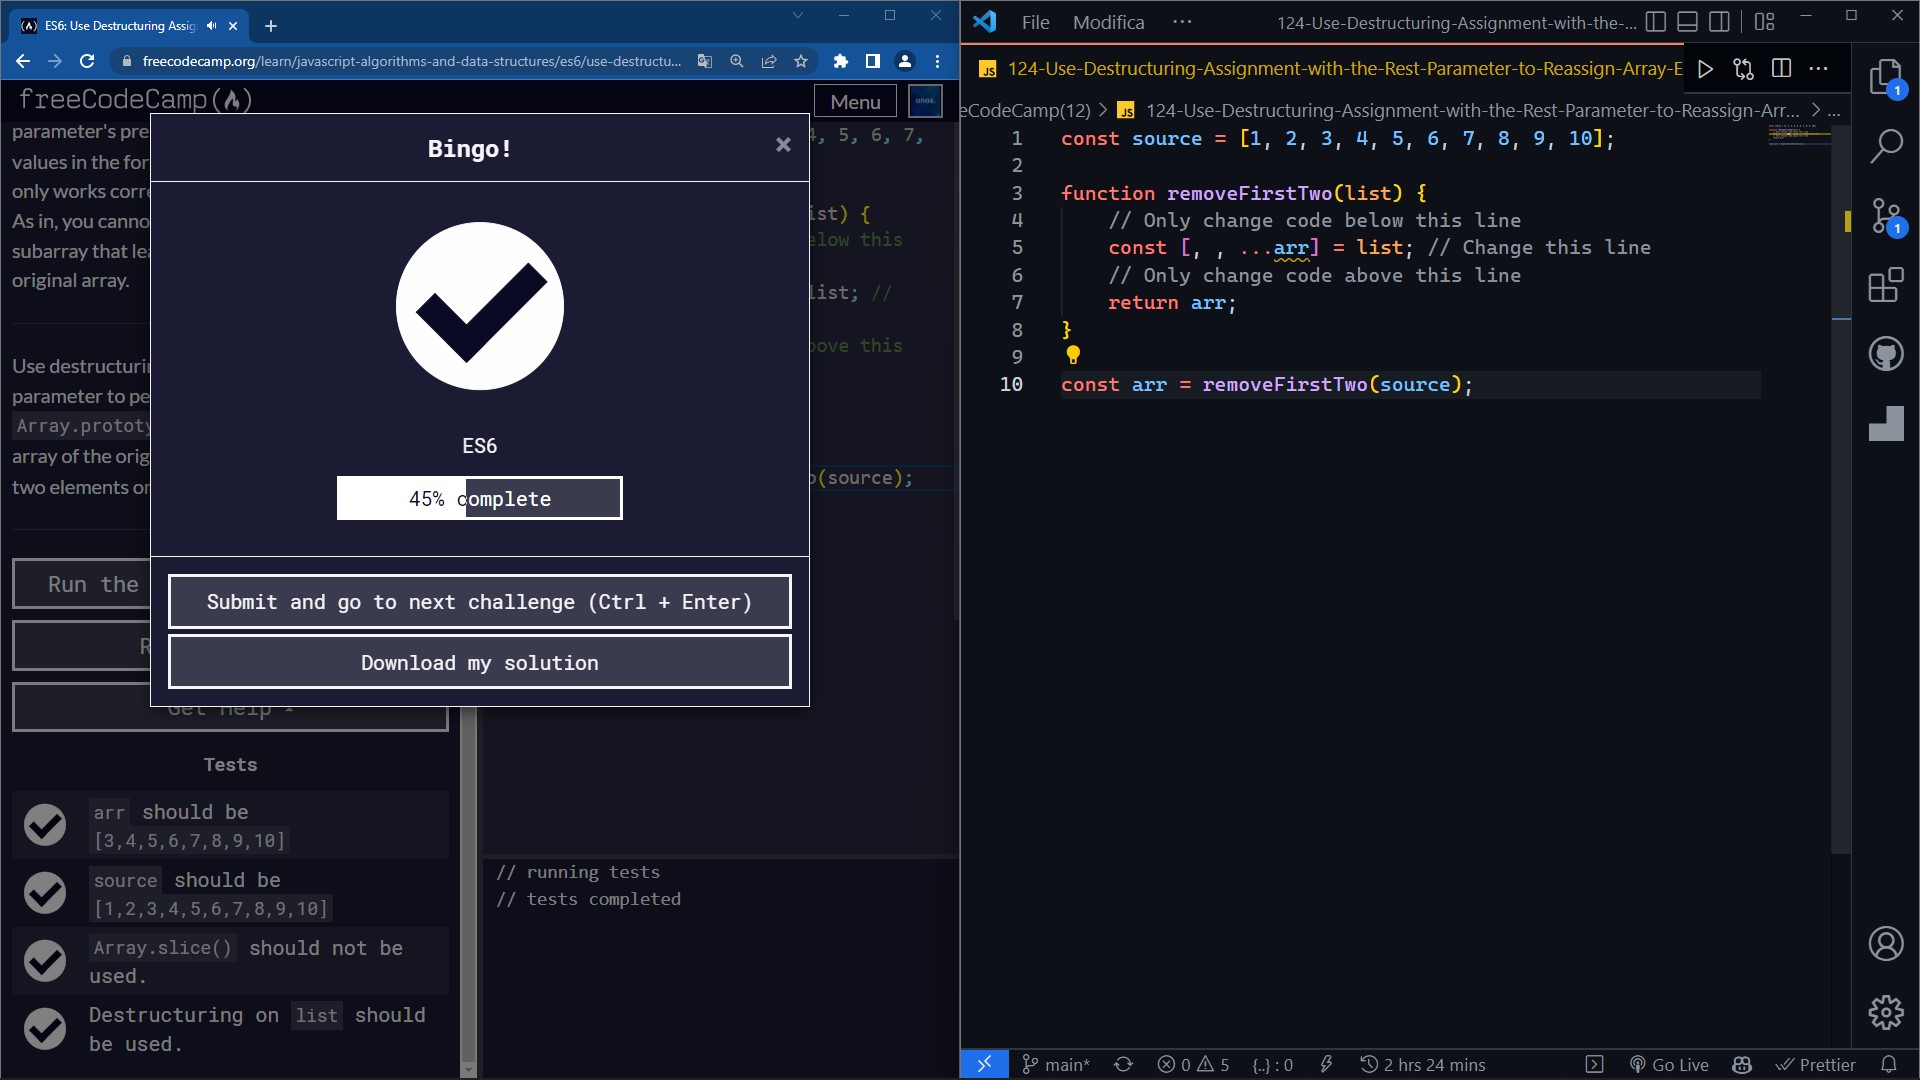 ES6: Use Destructuring Assig
freecodecamp.org/learn/javascript-algorithms-and-data-structures/es6/use-destructu...
freeCodeCamp(🔥)
Menu
parameter's pre
values in the for
only works corre
As in, you cannot
subarray that lea
original array.
Use destructurin
parameter to pe
Array.prototy
array of the orig
two elements on
Run the
R
Get Help
4, 5, 6, 7,
ist) {
elow this
list; //
bove this
o(source);
Bingo!
×
ES6
45% complete
Submit and go to next challenge (Ctrl + Enter)
Download my solution
Tests
arr should be
[3,4,5,6,7,8,9,10]
source should be
[1,2,3,4,5,6,7,8,9,10]
Array.slice() should not be
used.
Destructuring on list should
be used.
// running tests
// tests completed
File Modifica ··· 124-Use-Destructuring-Assignment-with-the-...
JS 124-Use-Destructuring-Assignment-with-the-Rest-Parameter-to-Reassign-Array-E
eCodeCamp(12) > JS 124-Use-Destructuring-Assignment-with-the-Rest-Parameter-to-Reassign-Arr... > ...
1 const source = [1, 2, 3, 4, 5, 6, 7, 8, 9, 10];
2
3 function removeFirstTwo(list) {
4 // Only change code below this line
5 const [, , ...arr] = list; // Change this line
6 // Only change code above this line
7 return arr;
8 }
9
10 const arr = removeFirstTwo(source);
1
1
main* 0 5 {..} : 0 2 hrs 24 mins Go Live Prettier